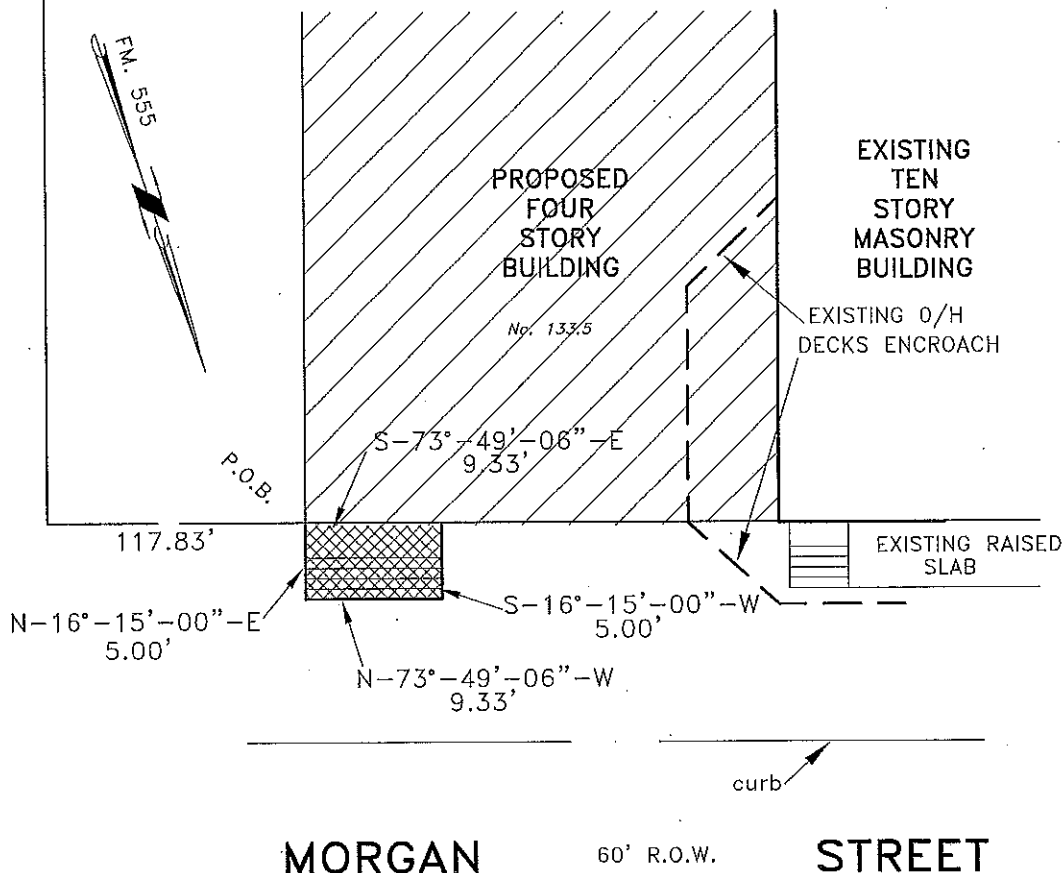 FM. 555
PROPOSED
FOUR
STORY
BUILDING
No. 133.5
EXISTING
TEN
STORY
MASONRY
BUILDING
EXISTING O/H
DECKS ENCROACH
S-73°-49'-06"-E
9.33'
P.O.B.
117.83'
EXISTING RAISED
SLAB
N-16°-15'-00"-E
5.00'
S-16°-15'-00"-W
5.00'
N-73°-49'-06"-W
9.33'
curb
MORGAN 60' R.O.W. STREET